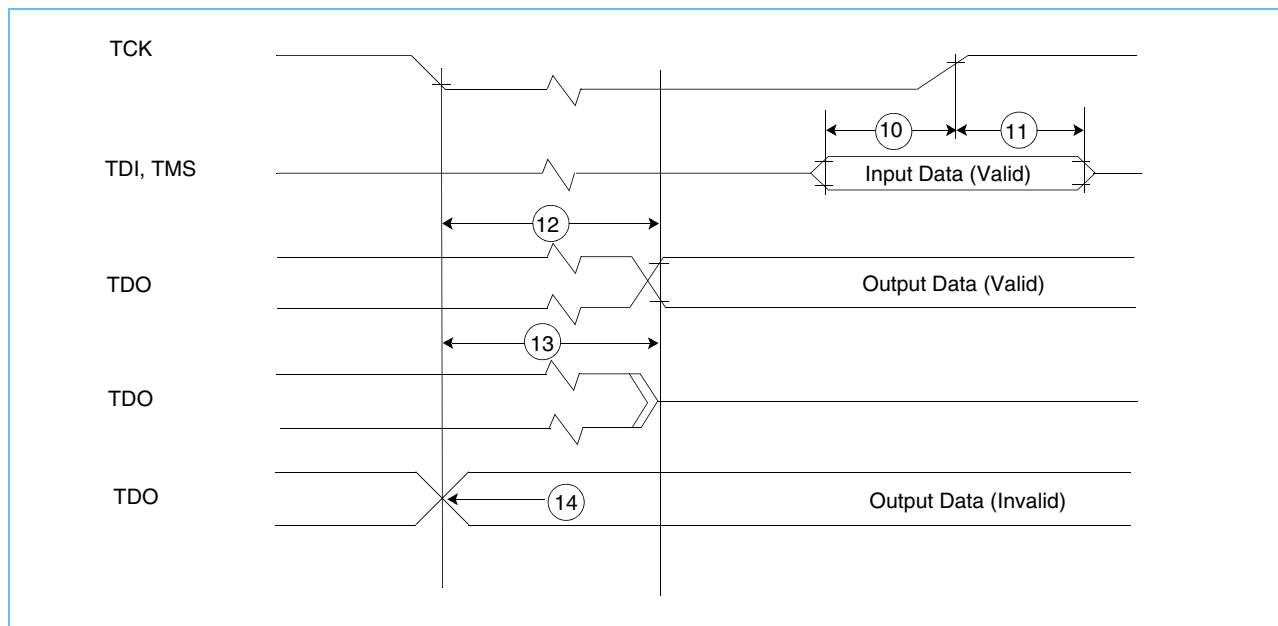 TCK
10
11
TDI, TMS
Input Data (Valid)
12
TDO
Output Data (Valid)
13
TDO
TDO
14
Output Data (Invalid)